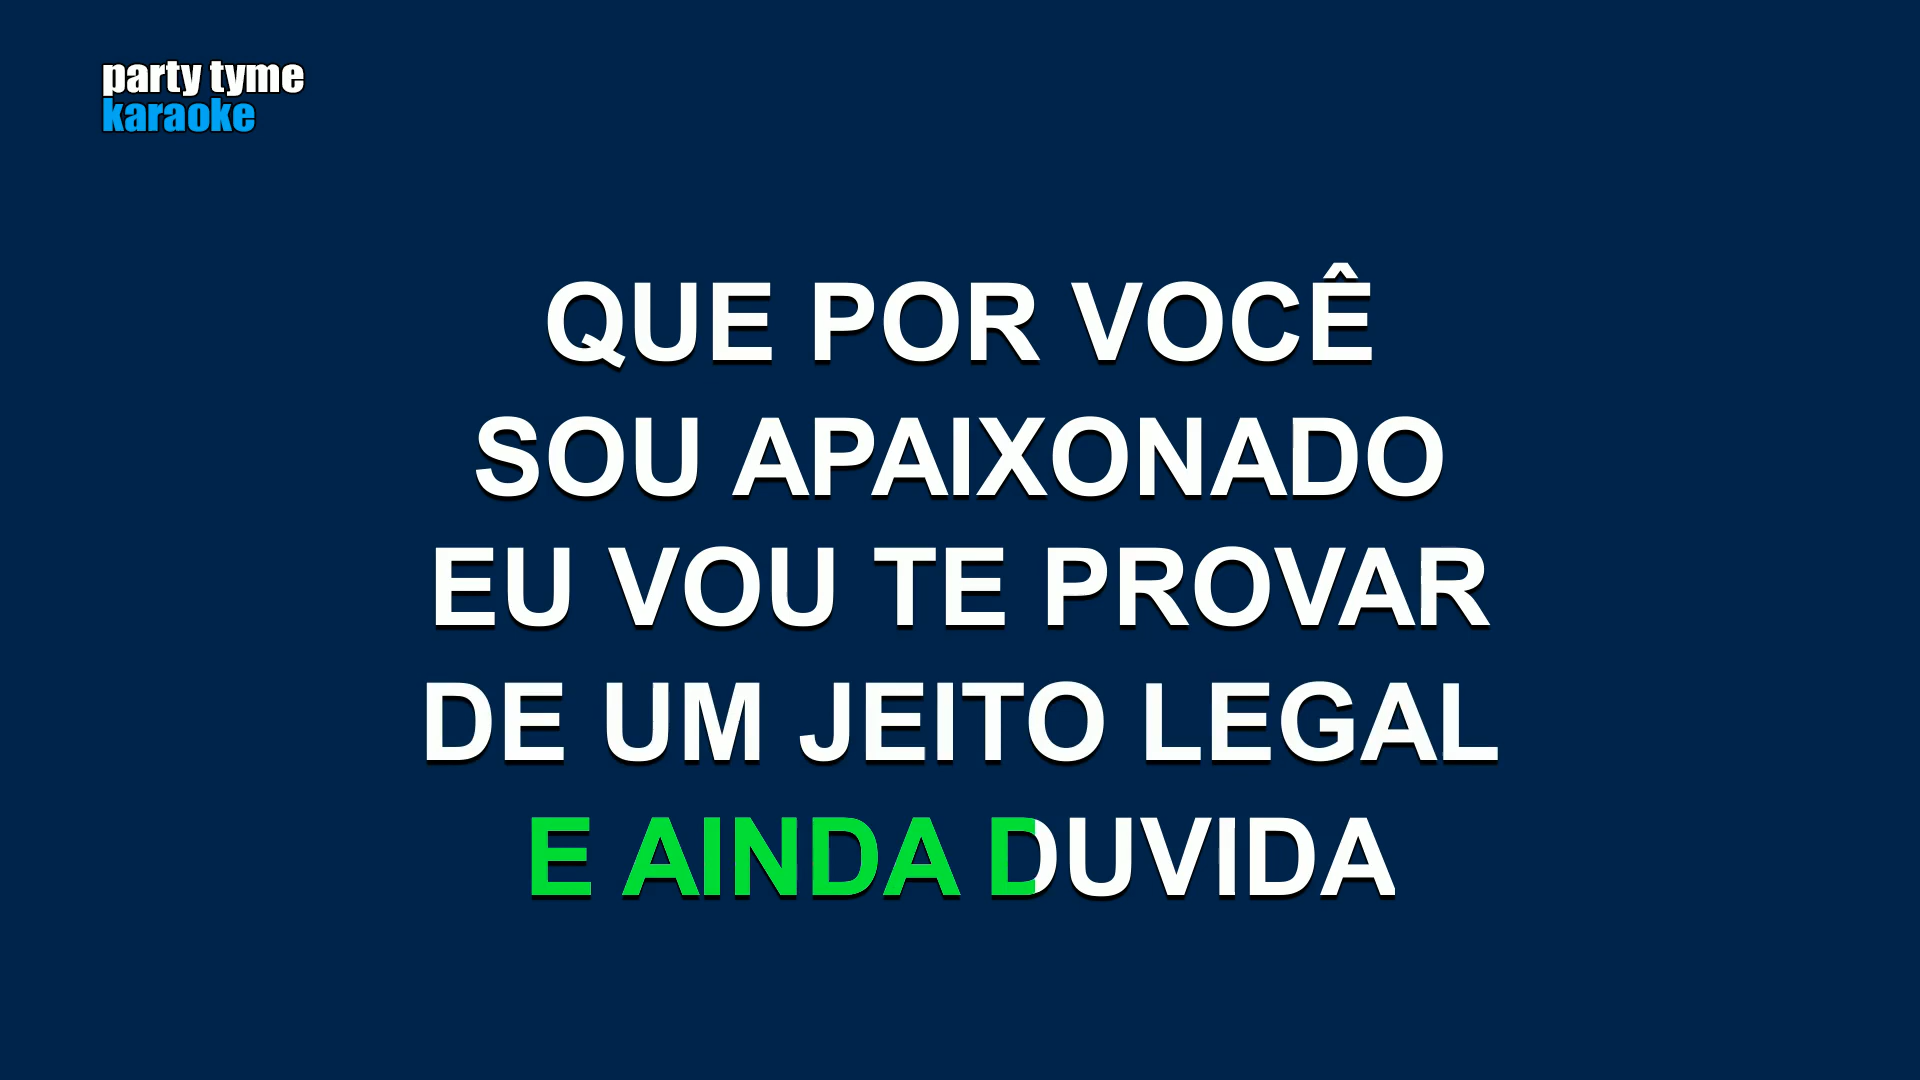 party tyme
karaoke
QUE POR VOCÊ
SOU APAIXONADO
EU VOU TE PROVAR
DE UM JEITO LEGAL
E AINDA DUVIDA